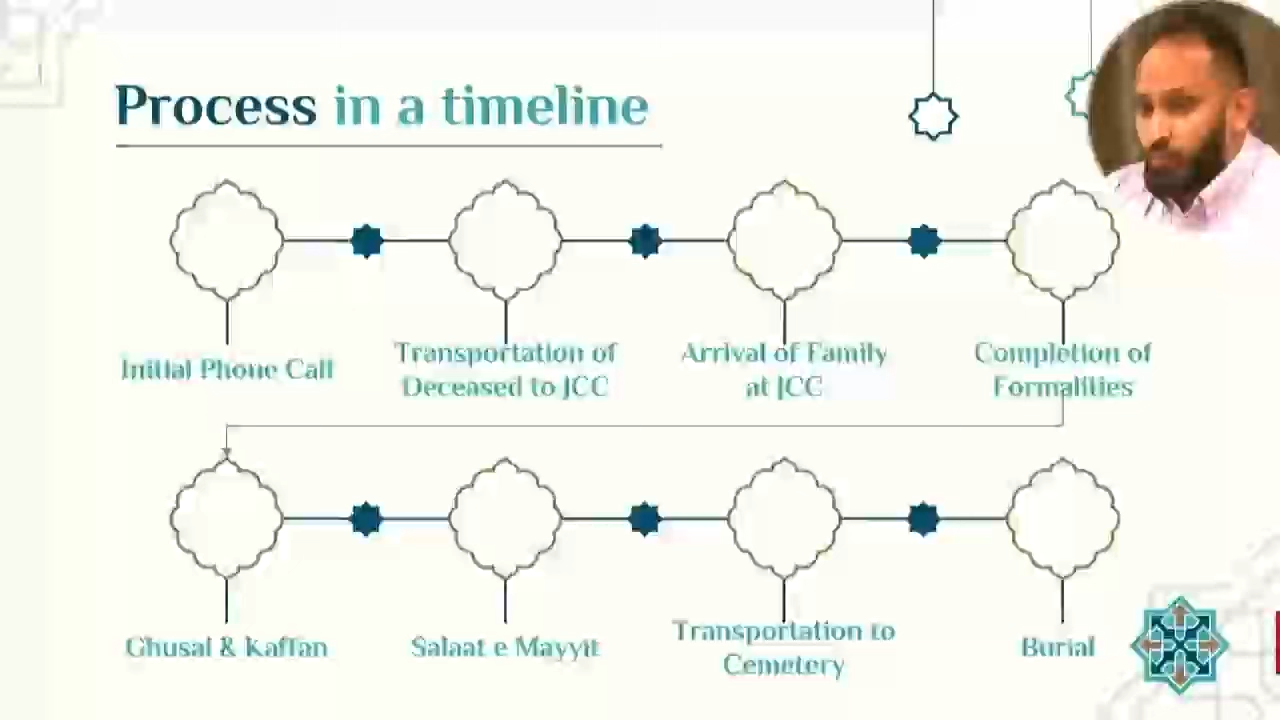 Process in a timeline
Initial Phone Call
Transportation of
Deceased to JCC
Arrival of Family
at JCC
Completion of
Formalities
Ghusal & Kaffan
Salaat e Mayyit
Transportation to
Cemetery
Burial